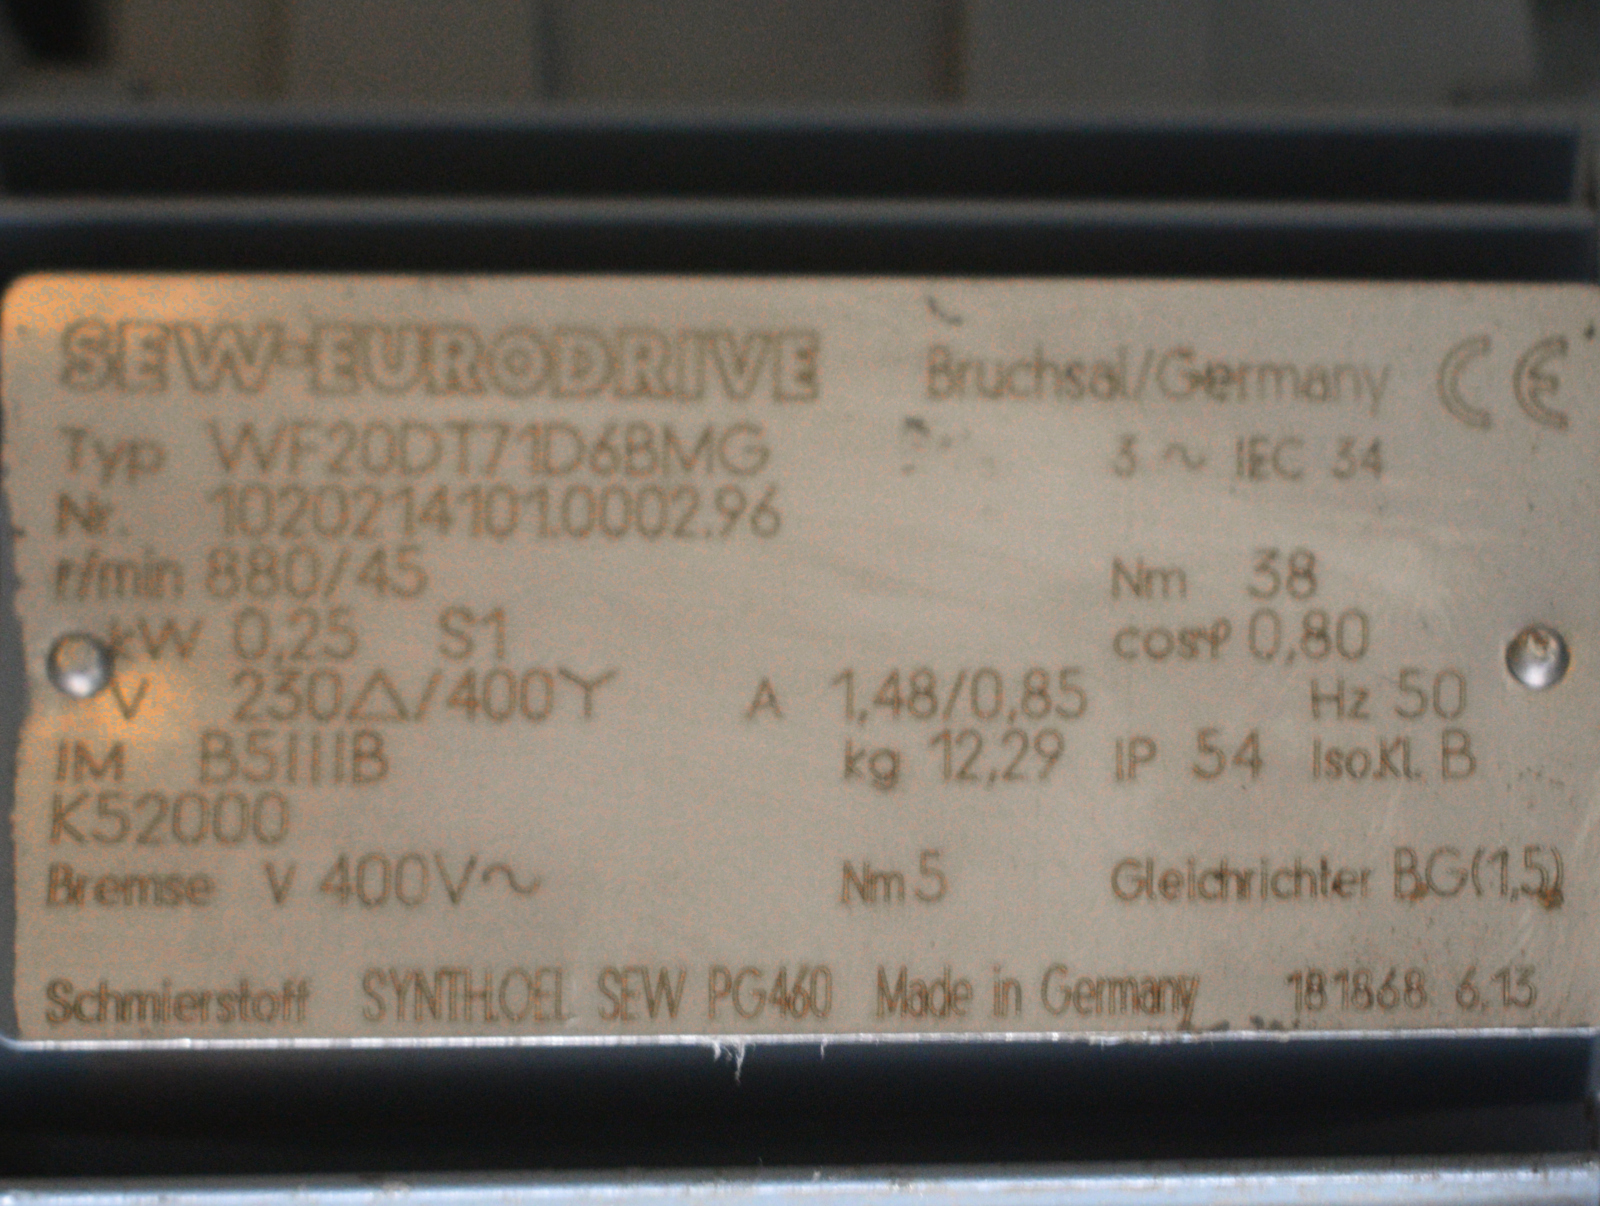 SEW-EURODRIVE Bruchsal/Germany CE
Typ WF20DT71D6BMG 3 ~ IEC 34
Nr. 1020214101.0002.96
r/min 880/45 Nm 38
kW 0,25 S1 cosφ 0,80
V 230△/400Y A 1,48/0,85 Hz 50
IM B5IIIB kg 12,29 IP 54 Iso.Kl. B
K52000
Bremse V 400V~ Nm 5 Gleichrichter BG(1,5)
Schmierstoff SYNTH.OEL SEW PG460 Made in Germany 181868 6.13